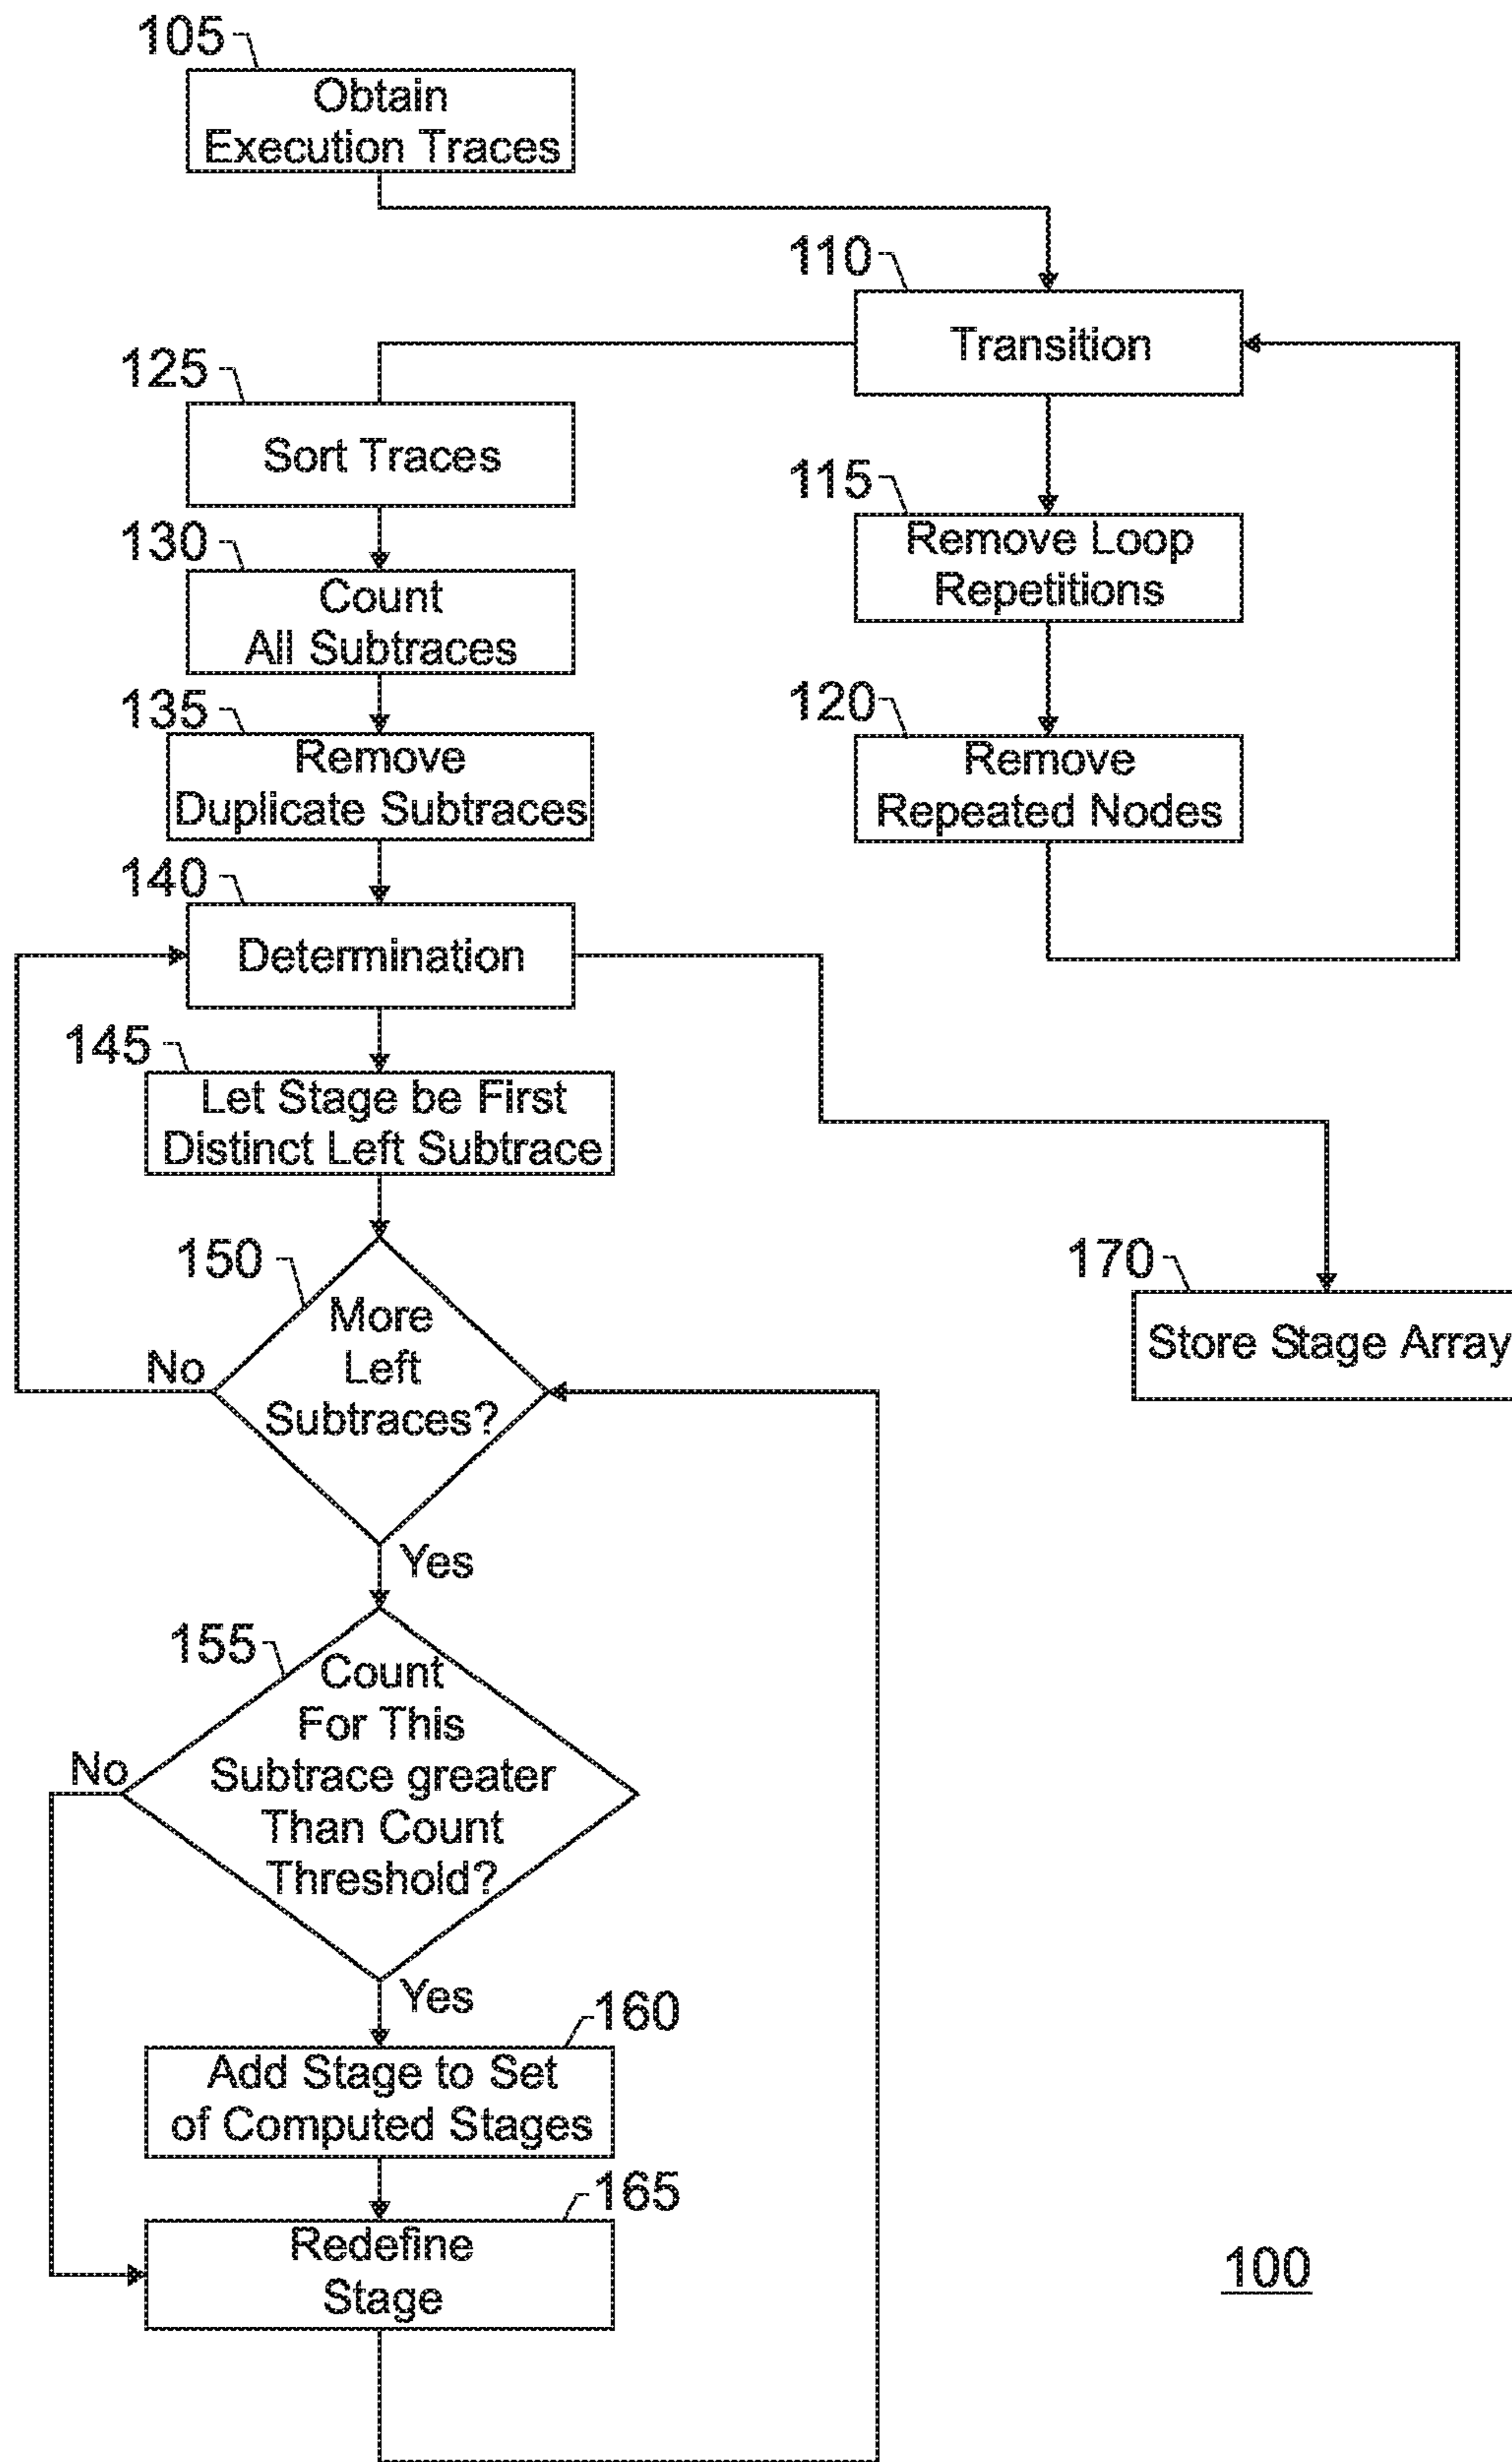 105
Obtain
Execution Traces
110
Transition
125
Sort Traces
115
Remove Loop
Repetitions
130
Count
All Subtraces
120
Remove
Repeated Nodes
135
Remove
Duplicate Subtraces
140
Determination
145
Let Stage be First
Distinct Left Subtrace
150
More
Left
Subtraces?
No
Yes
170
Store Stage Array
155
Count
For This
Subtrace greater
Than Count
Threshold?
No
Yes
160
Add Stage to Set
of Computed Stages
165
Redefine
Stage
100